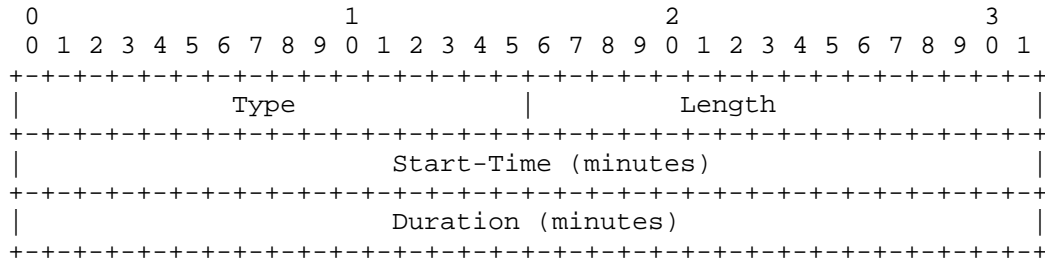 0                   1                   2                   3
 0 1 2 3 4 5 6 7 8 9 0 1 2 3 4 5 6 7 8 9 0 1 2 3 4 5 6 7 8 9 0 1
+-+-+-+-+-+-+-+-+-+-+-+-+-+-+-+-+-+-+-+-+-+-+-+-+-+-+-+-+-+-+-+-+
|             Type              |         Length                |
+-+-+-+-+-+-+-+-+-+-+-+-+-+-+-+-+-+-+-+-+-+-+-+-+-+-+-+-+-+-+-+-+
|                       Start-Time (minutes)                    |
+-+-+-+-+-+-+-+-+-+-+-+-+-+-+-+-+-+-+-+-+-+-+-+-+-+-+-+-+-+-+-+-+
|                       Duration (minutes)                      |
+-+-+-+-+-+-+-+-+-+-+-+-+-+-+-+-+-+-+-+-+-+-+-+-+-+-+-+-+-+-+-+-+